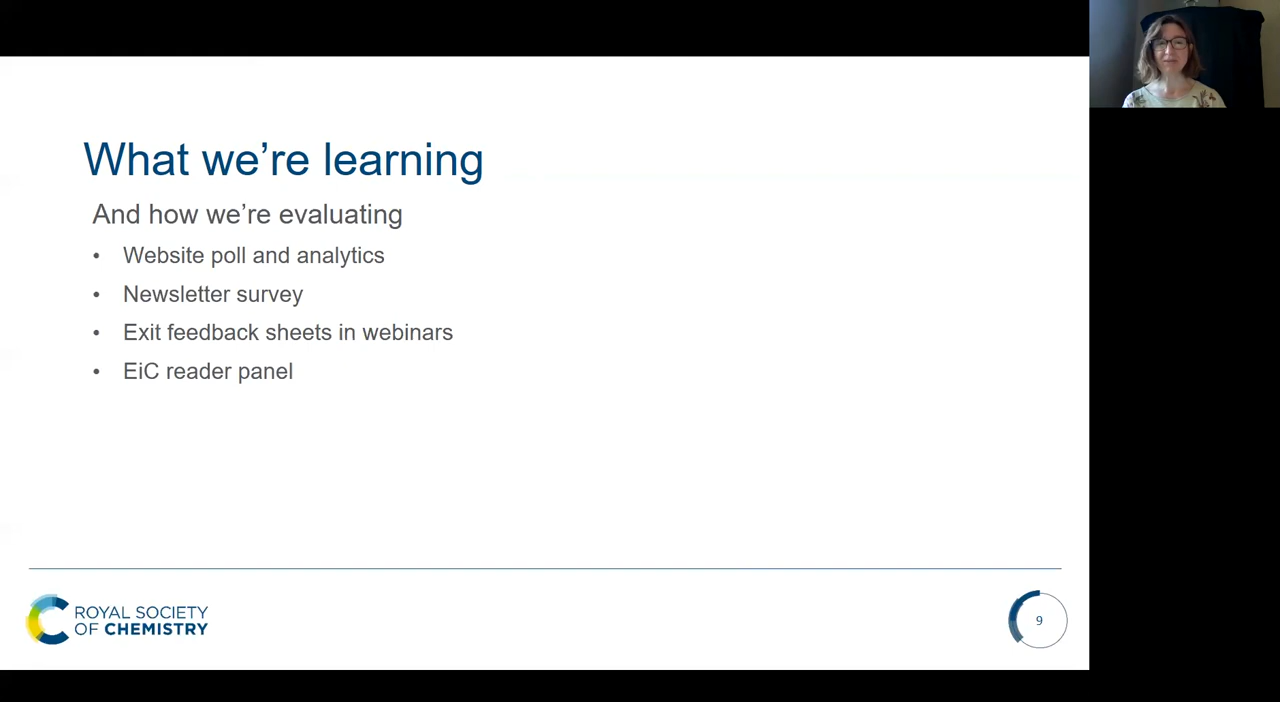 What we’re learning
And how we’re evaluating
• Website poll and analytics
• Newsletter survey
• Exit feedback sheets in webinars
• EiC reader panel
ROYAL SOCIETY
OF CHEMISTRY
9